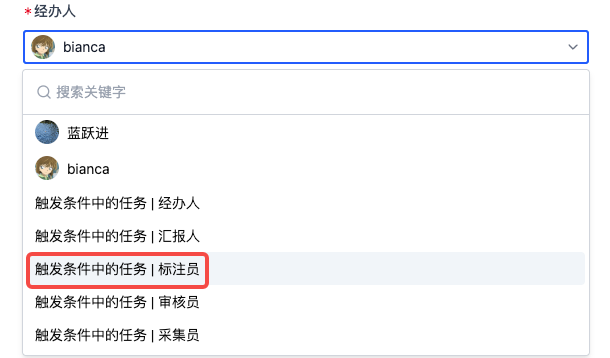 *经办人
bianca
搜索关键字
蓝跃进
bianca
触发条件中的任务 | 经办人
触发条件中的任务 | 汇报人
触发条件中的任务 | 标注员
触发条件中的任务 | 审核员
触发条件中的任务 | 采集员